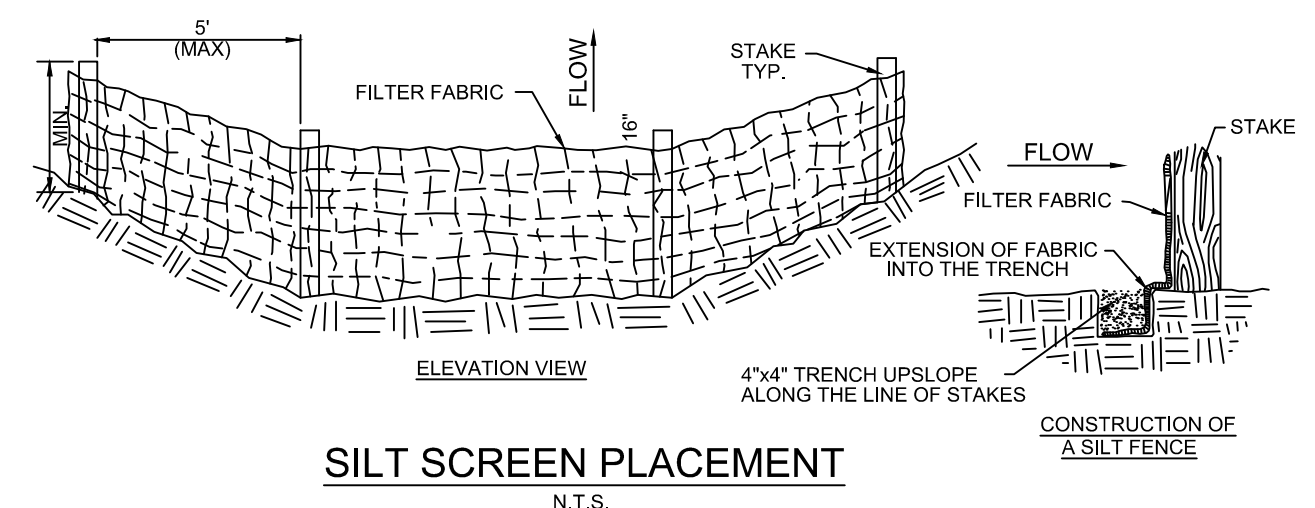 5'
(MAX)
MIN.
FILTER FABRIC
FLOW
16"
STAKE
TYP.
ELEVATION VIEW
FLOW
STAKE
FILTER FABRIC
EXTENSION OF FABRIC
INTO THE TRENCH
4"x4" TRENCH UPSLOPE
ALONG THE LINE OF STAKES
CONSTRUCTION OF
A SILT FENCE
SILT SCREEN PLACEMENT
N.T.S.